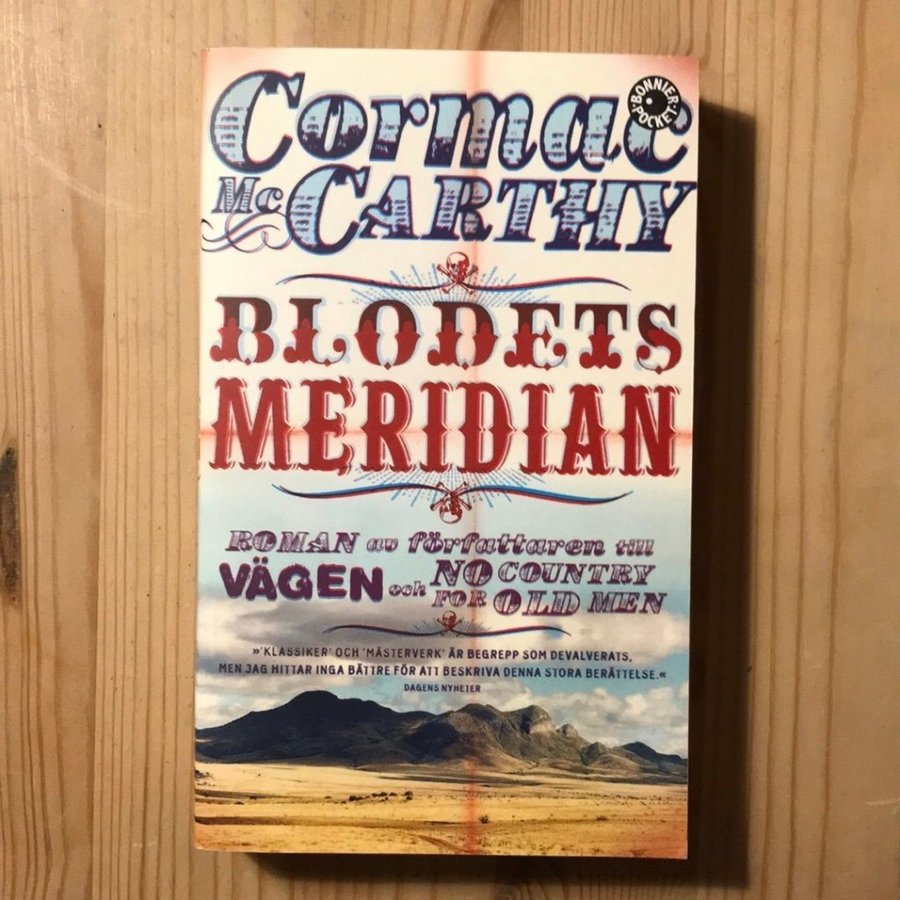 Cormac
BONNIER POCKET
McCARTHY
BLODETS
MERIDIAN
ROMAN av författaren till
VÄGEN och NO COUNTRY
FOR OLD MEN
»'KLASSIKER' OCH 'MÄSTERVERK' ÄR BEGREPP SOM DEVALVERATS,
MEN JAG HITTAR INGA BÄTTRE FÖR ATT BESKRIVA DENNA STORA BERÄTTELSE.«
DAGENS NYHETER